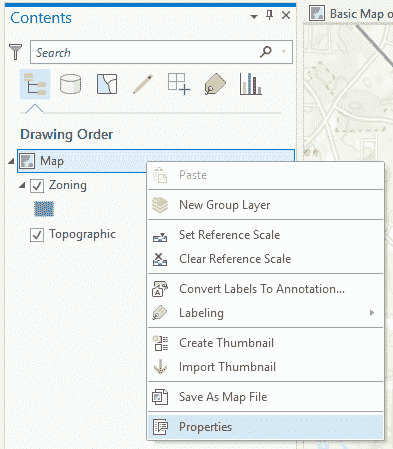 Contents
Basic Map o
Search
Drawing Order
Map
Zoning
Topographic
Paste
New Group Layer
Set Reference Scale
Clear Reference Scale
Convert Labels To Annotation...
Labeling
Create Thumbnail
Import Thumbnail
Save As Map File
Properties